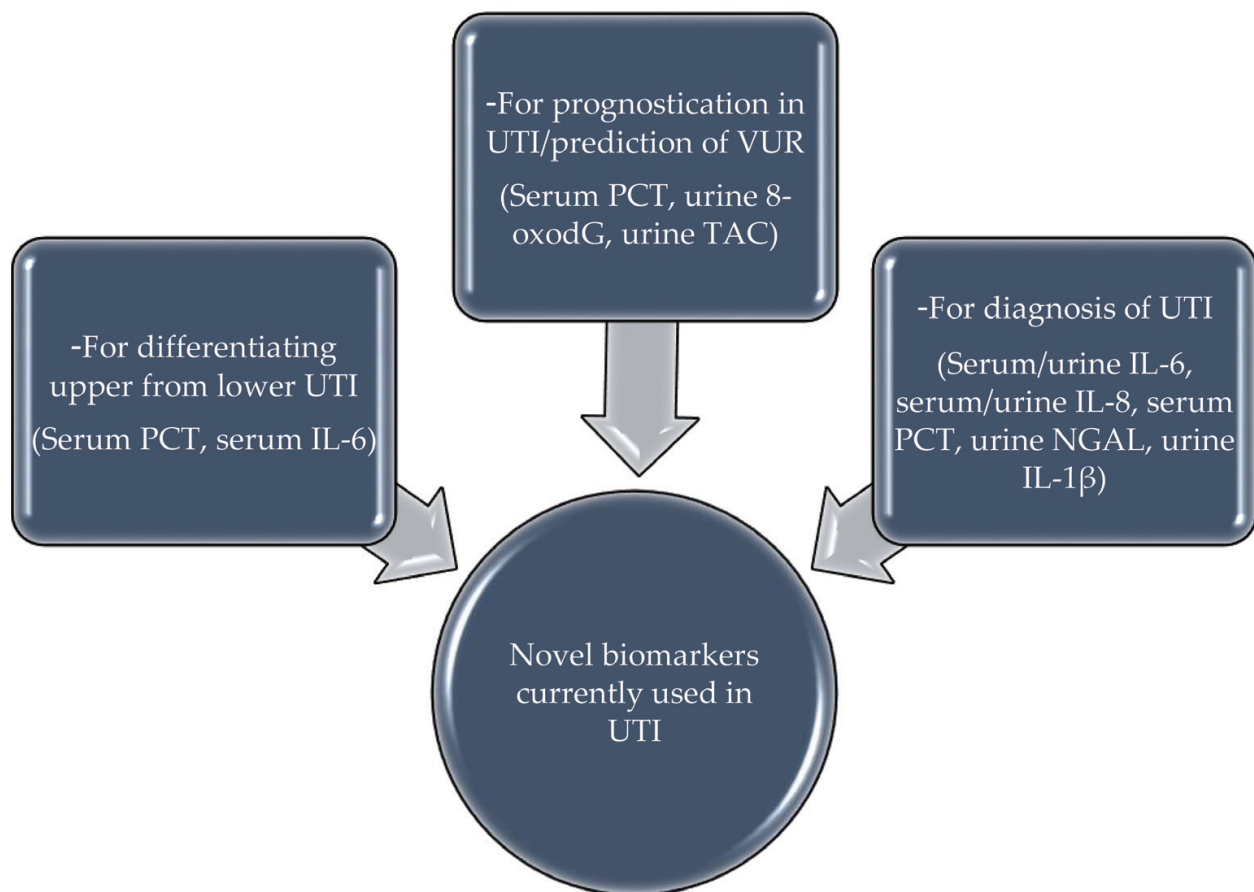 -For prognostication in
UTI/prediction of VUR
(Serum PCT, urine 8-
oxodG, urine TAC)
-For differentiating
upper from lower UTI
(Serum PCT, serum IL-6)
-For diagnosis of UTI
(Serum/urine IL-6,
serum/urine IL-8, serum
PCT, urine NGAL, urine
IL-1β)
Novel biomarkers
currently used in
UTI